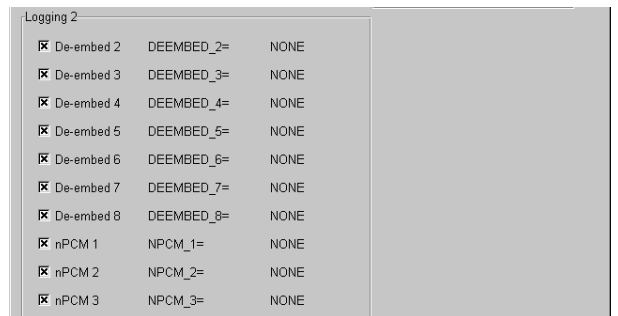 Logging 2
De-embed 2 DEEMBED_2= NONE
De-embed 3 DEEMBED_3= NONE
De-embed 4 DEEMBED_4= NONE
De-embed 5 DEEMBED_5= NONE
De-embed 6 DEEMBED_6= NONE
De-embed 7 DEEMBED_7= NONE
De-embed 8 DEEMBED_8= NONE
nPCM 1 NPCM_1= NONE
nPCM 2 NPCM_2= NONE
nPCM 3 NPCM_3= NONE